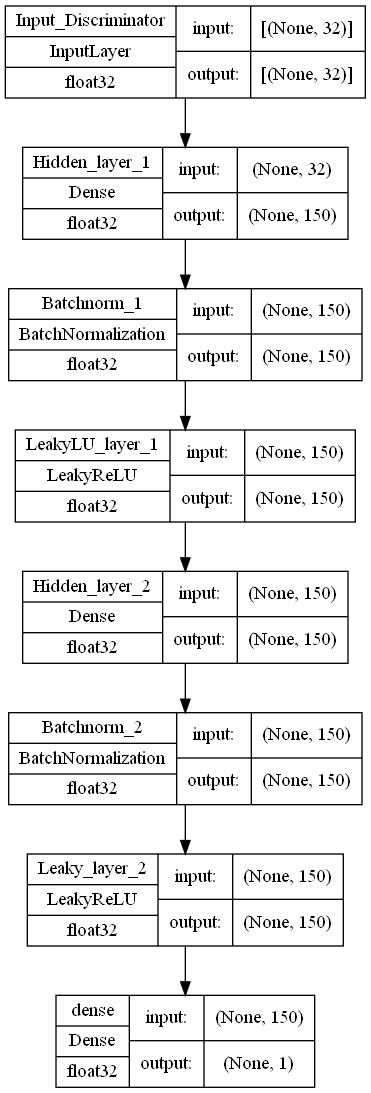 Input_Discriminator
InputLayer
float32
input: [(None, 32)]
output: [(None, 32)]
Hidden_layer_1
Dense
float32
input: (None, 32)
output: (None, 150)
Batchnorm_1
BatchNormalization
float32
input: (None, 150)
output: (None, 150)
LeakyLU_layer_1
LeakyReLU
float32
input: (None, 150)
output: (None, 150)
Hidden_layer_2
Dense
float32
input: (None, 150)
output: (None, 150)
Batchnorm_2
BatchNormalization
float32
input: (None, 150)
output: (None, 150)
Leaky_layer_2
LeakyReLU
float32
input: (None, 150)
output: (None, 150)
dense
Dense
float32
input: (None, 150)
output: (None, 1)